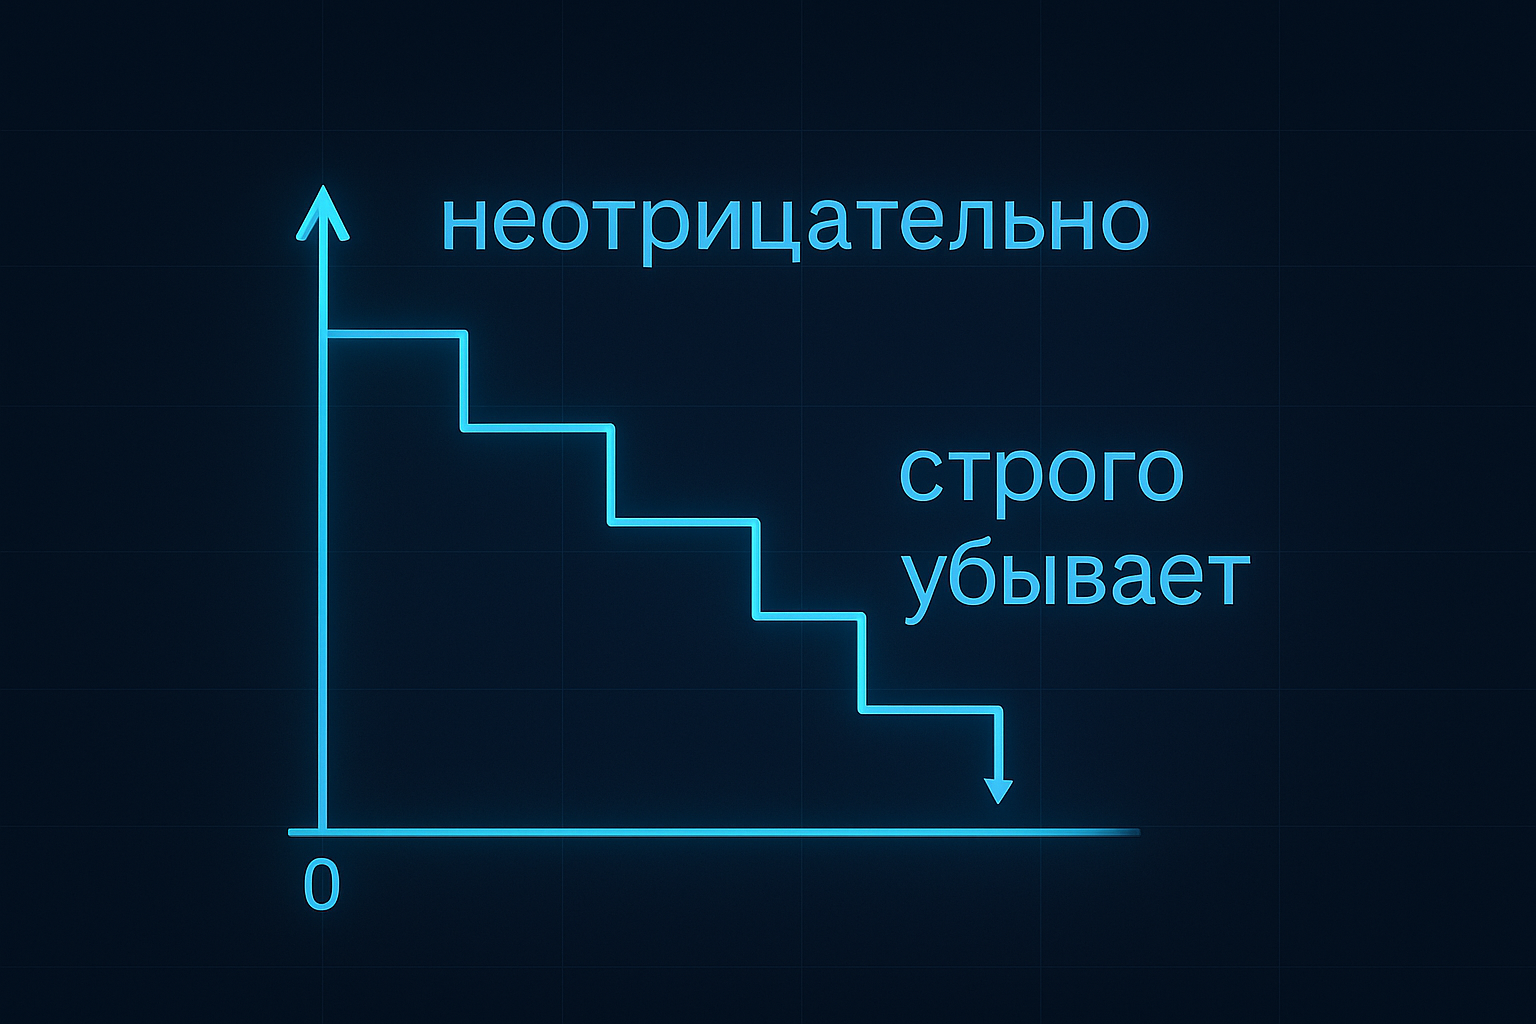 неотрицательно
строго
убывает
0